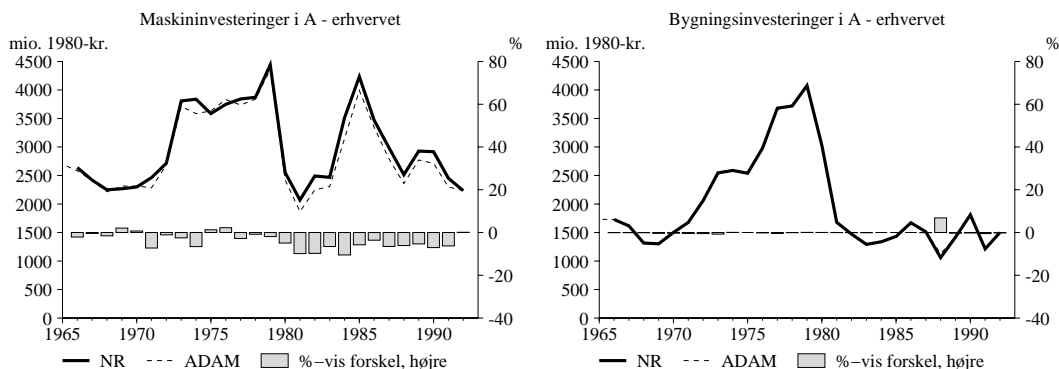 Maskininvesteringer i A - erhvervet
mio. 1980-kr. %
4500 80
4000 60
3500
3000 40
2500 20
2000
1500 0
1000 -20
500
0 -40
1965 1970 1975 1980 1985 1990
NR ADAM %-vis forskel, højre
Bygningsinvesteringer i A - erhvervet
mio. 1980-kr. %
4500 80
4000 60
3500
3000 40
2500 20
2000
1500 0
1000 -20
500
0 -40
1965 1970 1975 1980 1985 1990
NR ADAM %-vis forskel, højre